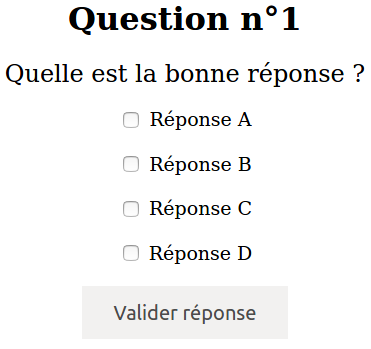 Question n°1
Quelle est la bonne réponse ?
Réponse A
Réponse B
Réponse C
Réponse D
Valider réponse